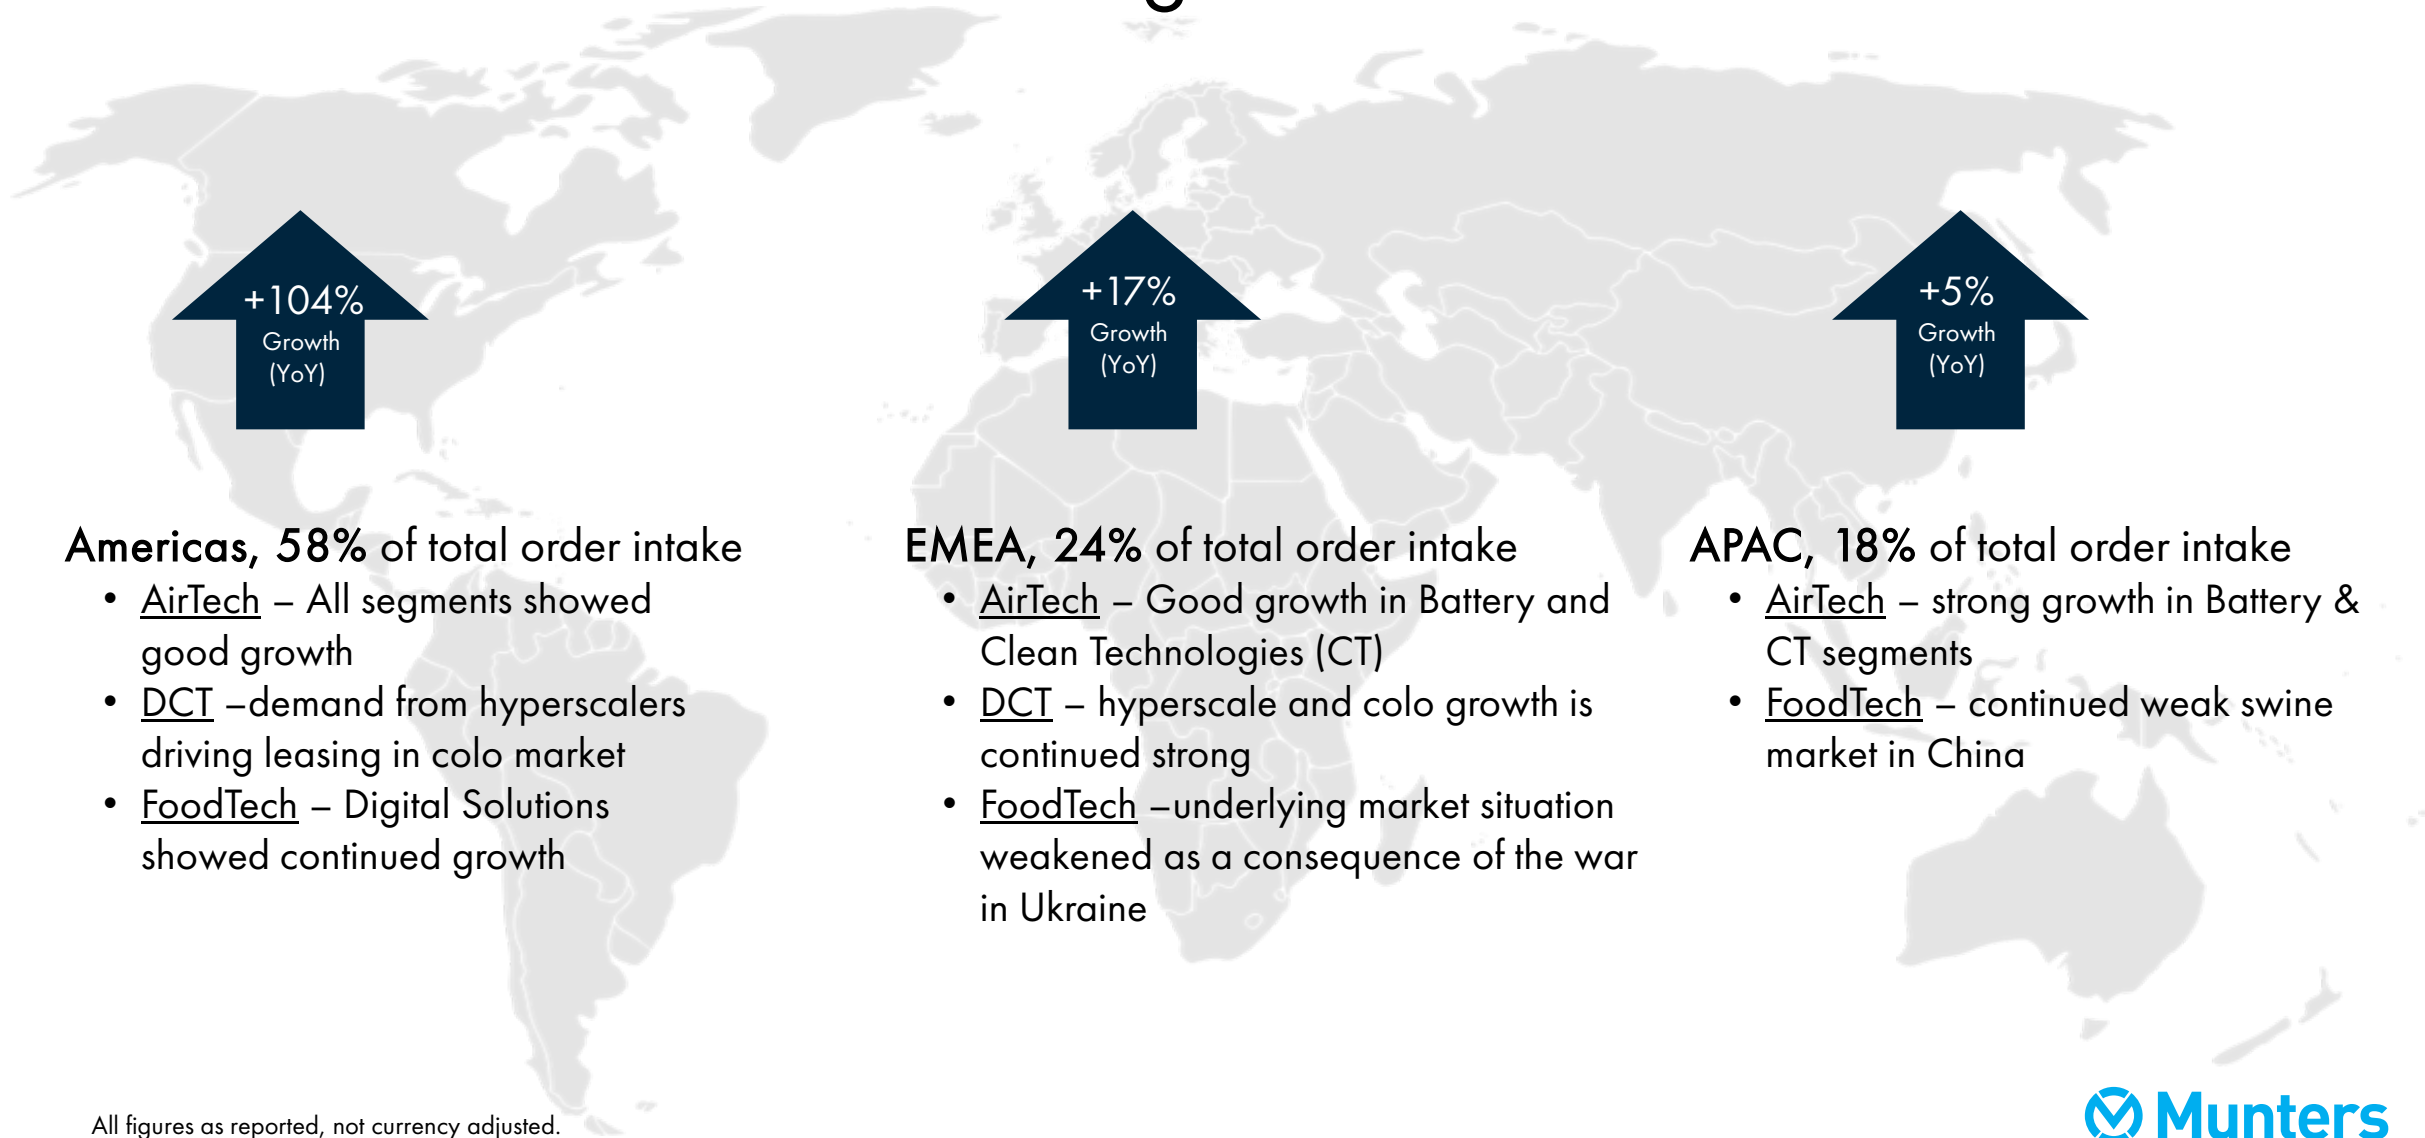 +104%
Growth
(YoY)
+17%
Growth
(YoY)
+5%
Growth
(YoY)
Americas, 58% of total order intake
• AirTech – All segments showed
good growth
• DCT –demand from hyperscalers
driving leasing in colo market
• FoodTech – Digital Solutions
showed continued growth
EMEA, 24% of total order intake
• AirTech – Good growth in Battery and
Clean Technologies (CT)
• DCT – hyperscale and colo growth is
continued strong
• FoodTech –underlying market situation
weakened as a consequence of the war
in Ukraine
APAC, 18% of total order intake
• AirTech – strong growth in Battery &
CT segments
• FoodTech – continued weak swine
market in China
All figures as reported, not currency adjusted.
Munters